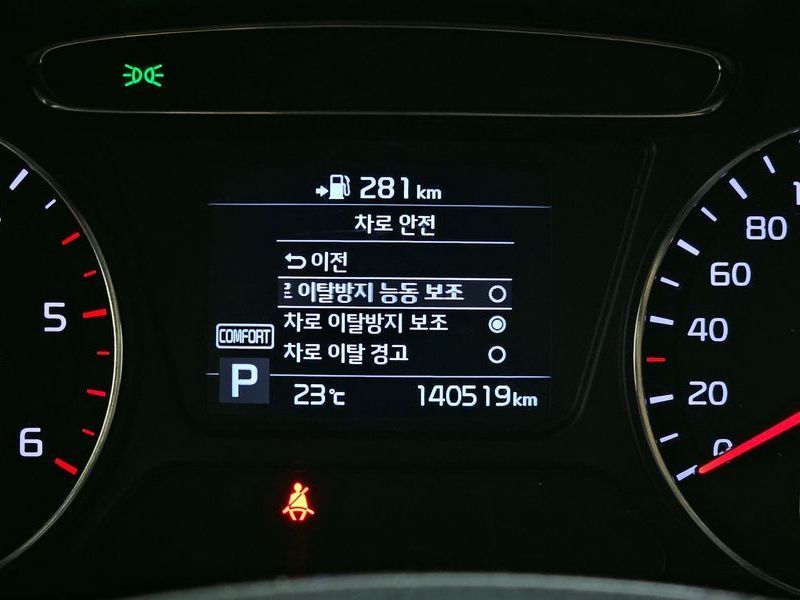 281 km
차로 안전
이전
이탈방지 능동 보조
차로 이탈방지 보조
차로 이탈 경고
COMFORT
P
23℃ 140519km
5
6
80
60
40
20
0